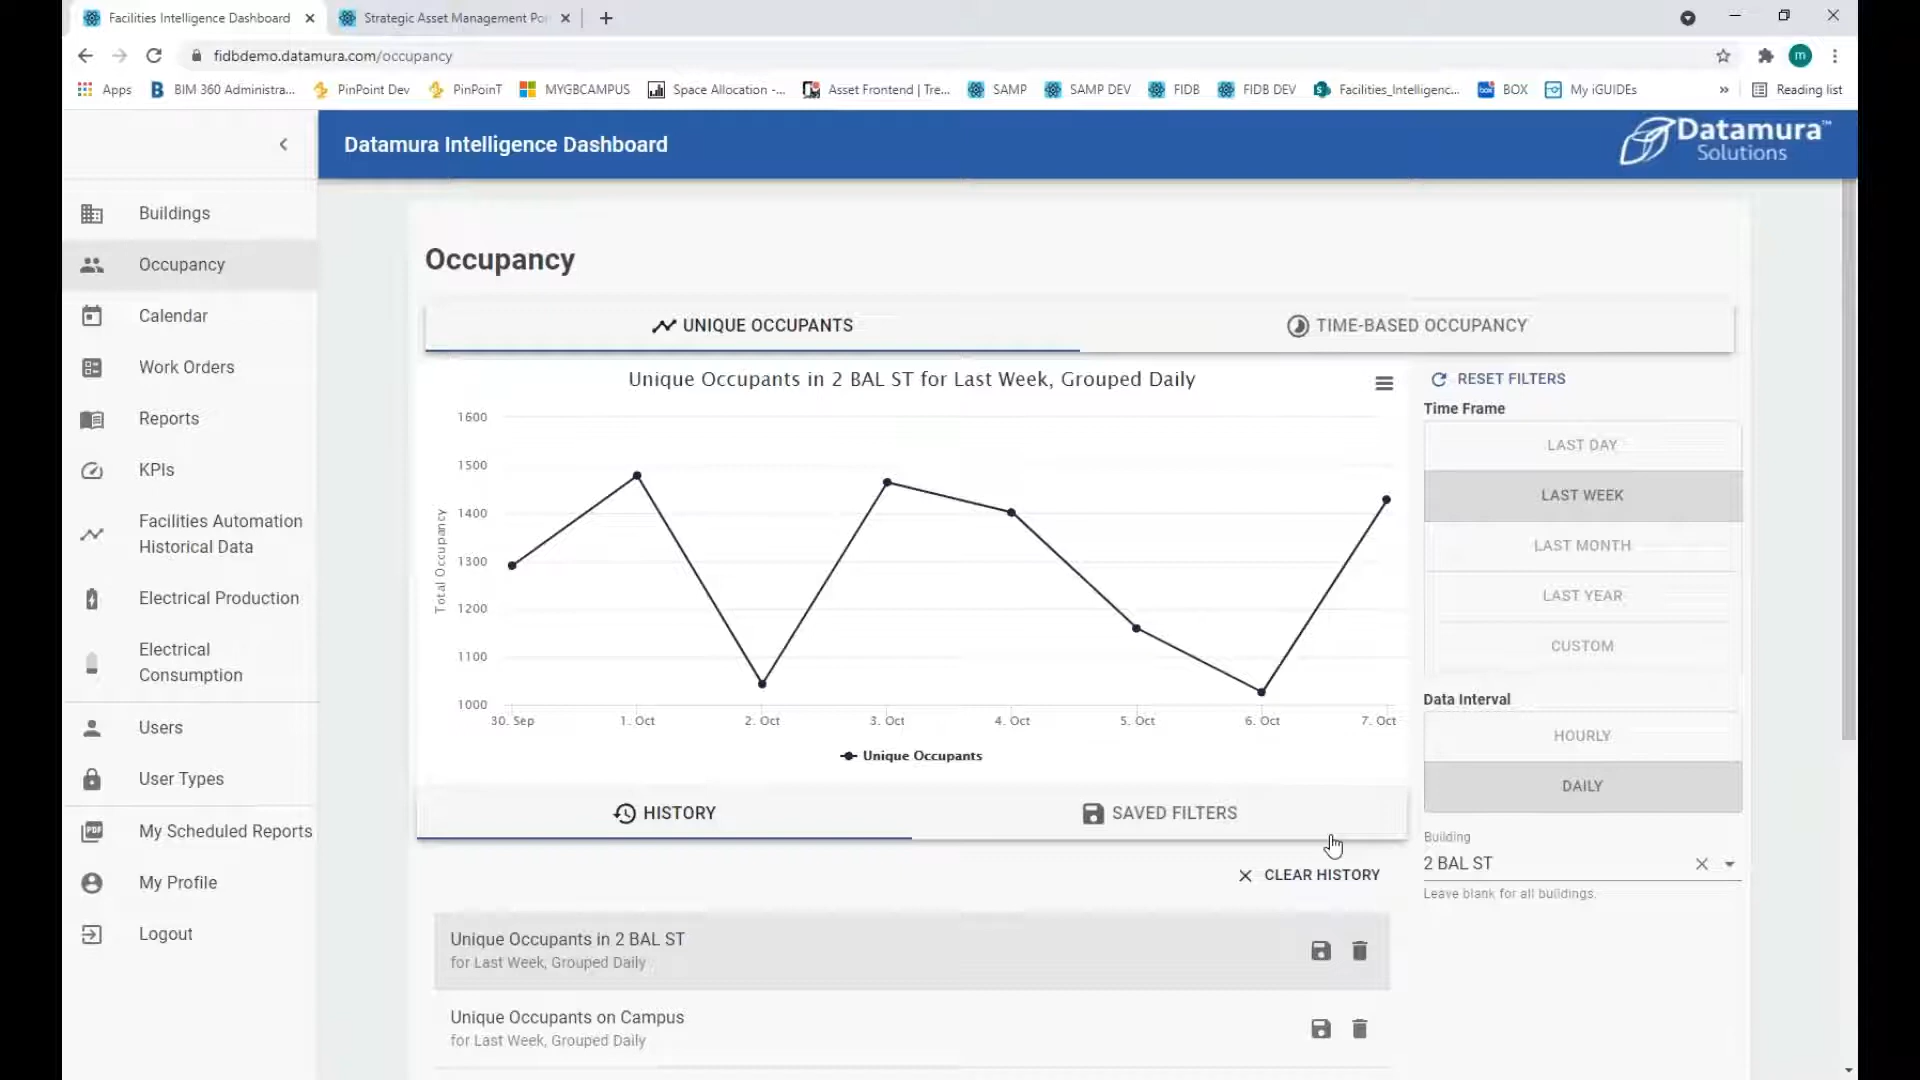 Facilities Intelligence Dashboard
Strategic Asset Management Po
fidbdemo.datamura.com/occupancy
m
Apps
BIM 360 Administra...
PinPoint Dev
PinPoinT
MYGBCAMPUS
Space Allocation -...
Asset Frontend | Tre...
SAMP
SAMP DEV
FIDB
FIDB DEV
Facilities_Intelligenc...
BOX
My iGUIDEs
»
Reading list
Datamura Intelligence Dashboard
Datamura™
Solutions
Buildings
Occupancy
Calendar
Work Orders
Reports
KPIs
Facilities Automation
Historical Data
Electrical Production
Electrical
Consumption
Users
User Types
My Scheduled Reports
My Profile
Logout
Occupancy
UNIQUE OCCUPANTS
TIME-BASED OCCUPANCY
Unique Occupants in 2 BAL ST for Last Week, Grouped Daily
Total Occupancy
1600
1500
1400
1300
1200
1100
1000
30. Sep
1. Oct
2. Oct
3. Oct
4. Oct
5. Oct
6. Oct
7. Oct
Unique Occupants
RESET FILTERS
Time Frame
LAST DAY
LAST WEEK
LAST MONTH
LAST YEAR
CUSTOM
Data Interval
HOURLY
DAILY
Building
2 BAL ST
Leave blank for all buildings.
HISTORY
SAVED FILTERS
CLEAR HISTORY
Unique Occupants in 2 BAL ST
for Last Week, Grouped Daily
Unique Occupants on Campus
for Last Week, Grouped Daily